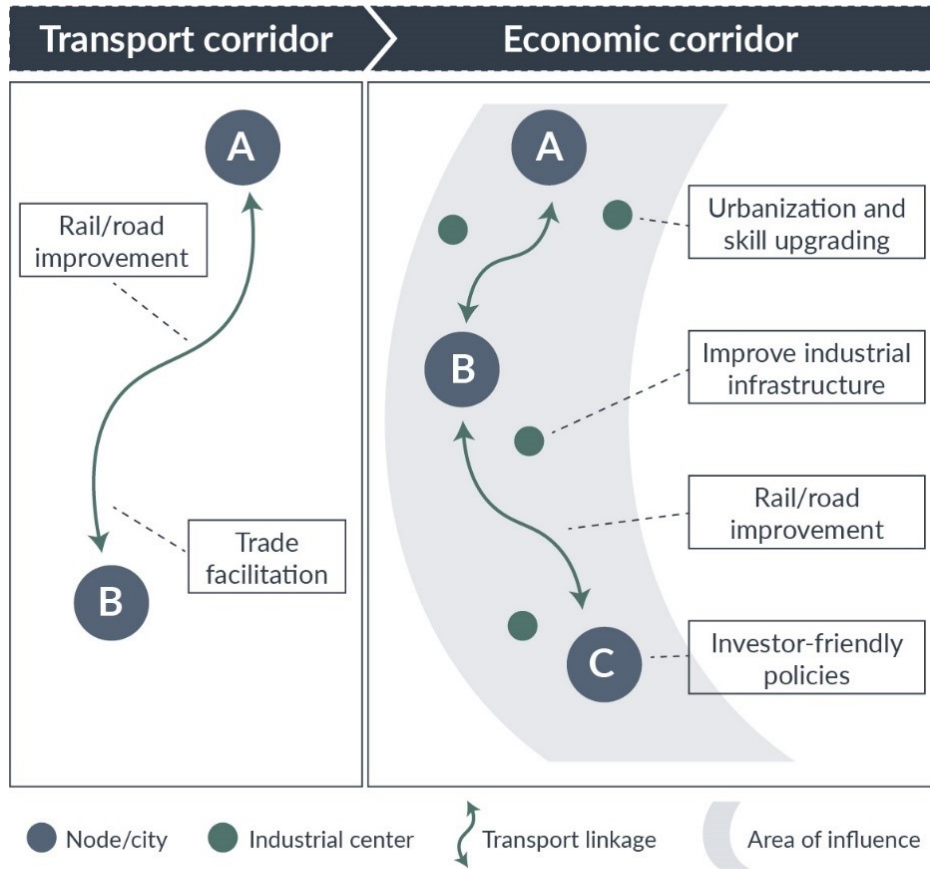 Transport corridor
Economic corridor
A
Rail/road
improvement
Trade
facilitation
B
A
Urbanization and
skill upgrading
B
Improve industrial
infrastructure
Rail/road
improvement
C
Investor-friendly
policies
Node/city
Industrial center
Transport linkage
Area of influence